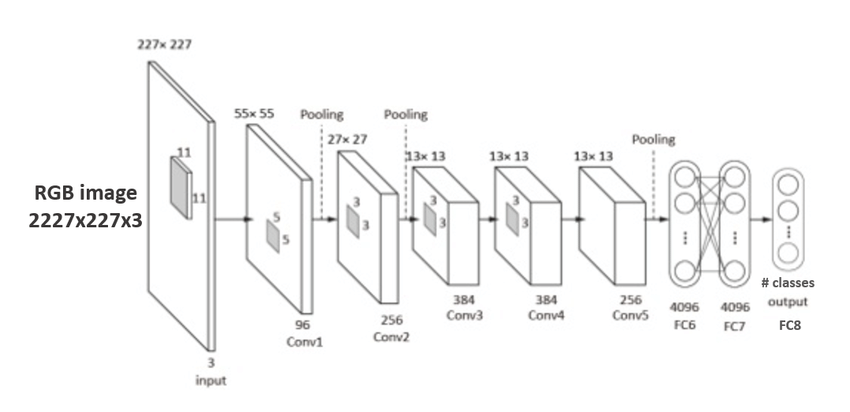 227× 227
11
11
RGB image
2227x227x3
3
input
55× 55
5
5
96
Conv1
Pooling
27× 27
3
3
256
Conv2
Pooling
13× 13
3
3
384
Conv3
13× 13
3
3
384
Conv4
13× 13
256
Conv5
Pooling
4096
FC6
4096
FC7
# classes
output
FC8